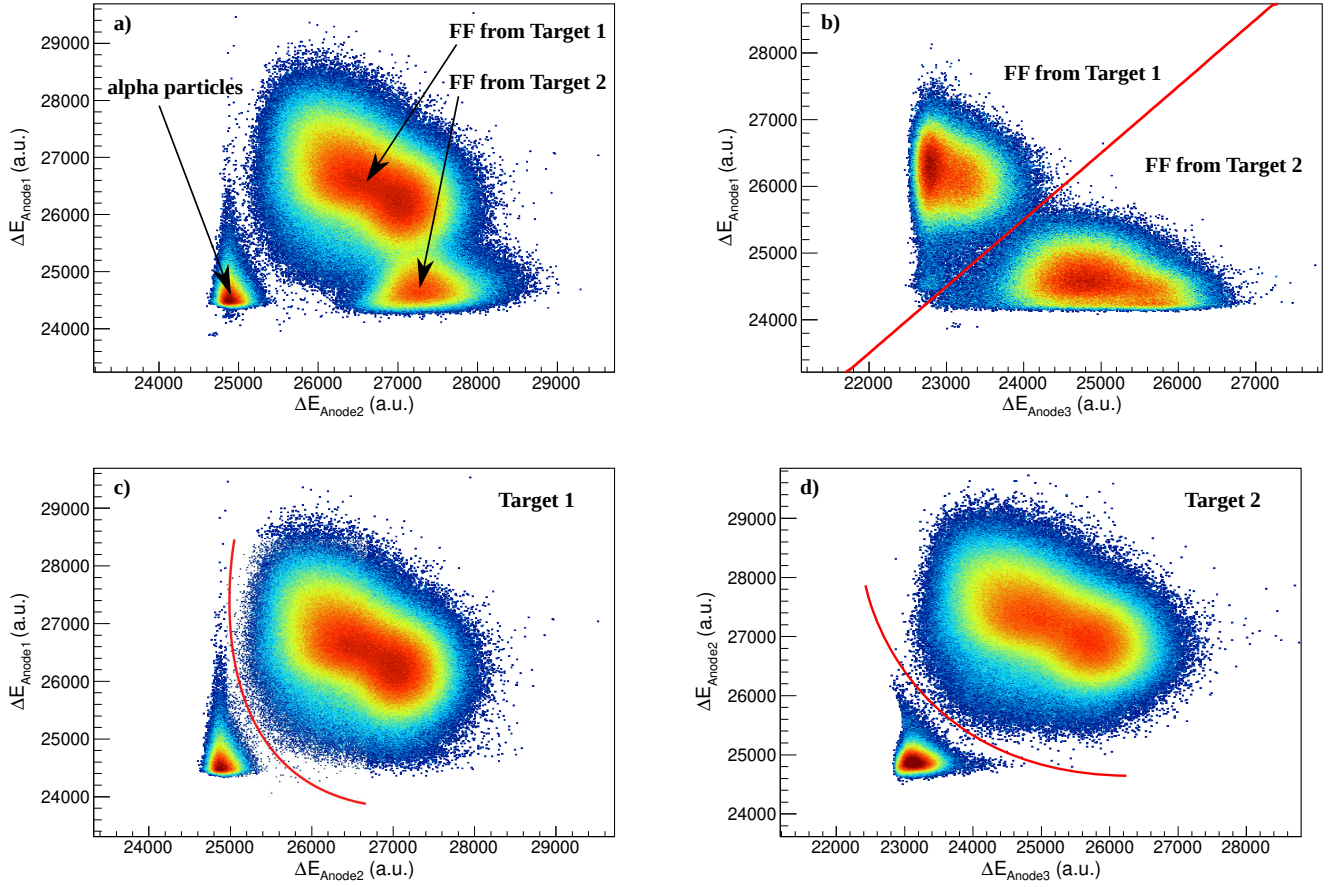 a)
FF from Target 1
FF from Target 2
alpha particles
29000
28000
27000
26000
25000
24000
ΔE_Anode1 (a.u.)
24000 25000 26000 27000 28000 29000
ΔE_Anode2 (a.u.)
b)
FF from Target 1
FF from Target 2
28000
27000
26000
25000
24000
ΔE_Anode1 (a.u.)
22000 23000 24000 25000 26000 27000
ΔE_Anode3 (a.u.)
c)
Target 1
29000
28000
27000
26000
25000
24000
ΔE_Anode1 (a.u.)
24000 25000 26000 27000 28000 29000
ΔE_Anode2 (a.u.)
d)
Target 2
29000
28000
27000
26000
25000
24000
ΔE_Anode2 (a.u.)
22000 23000 24000 25000 26000 27000 28000
ΔE_Anode3 (a.u.)